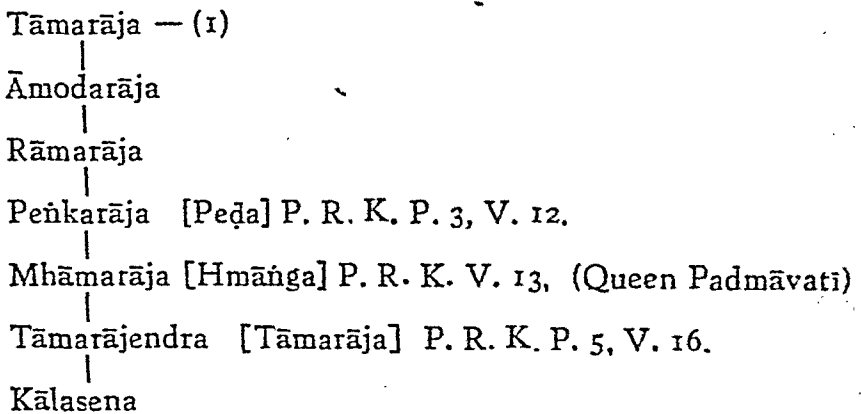 Tāmarāja — (1)
Āmodarāja
Rāmarāja
Peṅkarāja [Peḍa] P. R. K. P. 3, V. 12.
Mhāmarāja [Hmāṅga] P. R. K. V. 13, (Queen Padmāvatī)
Tāmarājendra [Tāmarāja] P. R. K. P. 5, V. 16.
Kālasena